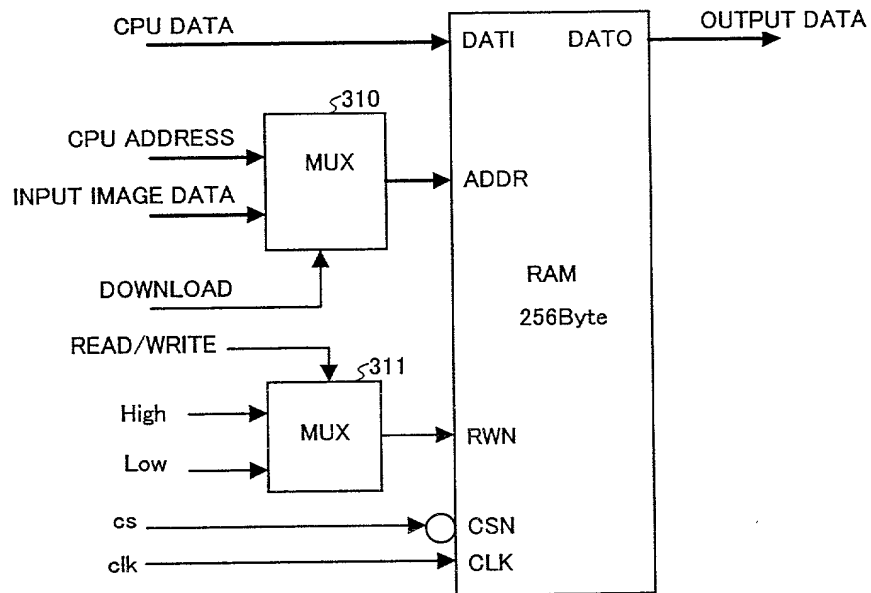 CPU DATA
OUTPUT DATA
DATI
DATO
310
CPU ADDRESS
MUX
INPUT IMAGE DATA
ADDR
RAM
256Byte
DOWNLOAD
READ/WRITE
311
High
MUX
RWN
Low
cs
CSN
clk
CLK